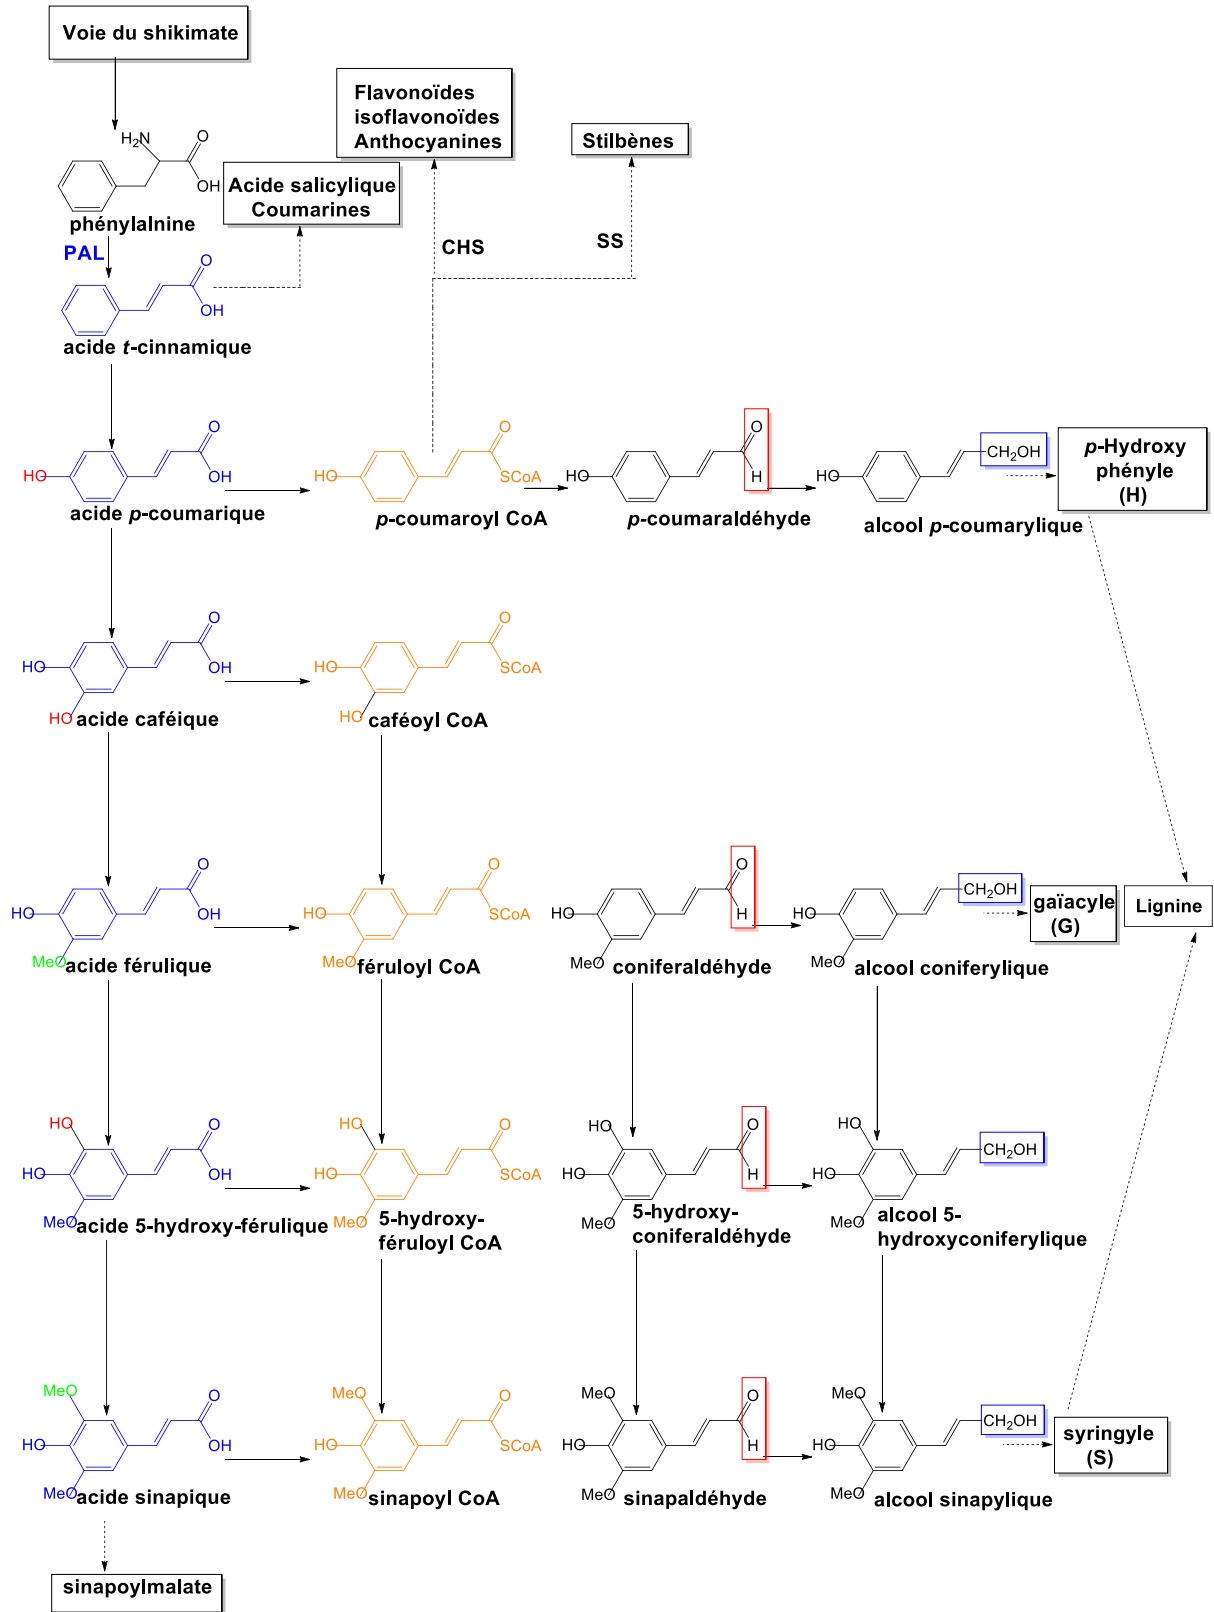 Voie du shikimate
Flavonoïdes
isoflavonoïdes
Anthocyanines
Stilbènes
H₂N
O
OH
phénylalnine
Acide salicylique
Coumarines
PAL
CHS
SS
O
OH
acide t-cinnamique
HO
O
OH
acide p-coumarique
HO
O
SCoA
p-coumaroyl CoA
HO
O
H
p-coumaraldéhyde
HO
CH₂OH
alcool p-coumarylique
p-Hydroxy
phényle
(H)
HO
HO
O
OH
acide caféique
HO
HO
O
SCoA
caféoyl CoA
HO
MeO
O
OH
acide férulique
HO
MeO
O
SCoA
féruloyl CoA
HO
MeO
O
H
coniferaldéhyde
HO
MeO
CH₂OH
alcool coniferylique
gaïacyle
(G)
Lignine
HO
HO
MeO
O
OH
acide 5-hydroxy-férulique
HO
HO
MeO
O
SCoA
5-hydroxy-
féruloyl CoA
HO
HO
MeO
O
H
5-hydroxy-
coniferaldéhyde
HO
HO
MeO
CH₂OH
alcool 5-
hydroxyconiferylique
MeO
HO
MeO
O
OH
acide sinapique
MeO
HO
MeO
O
SCoA
sinapoyl CoA
MeO
HO
MeO
O
H
sinapaldéhyde
MeO
HO
MeO
CH₂OH
alcool sinapylique
syringyle
(S)
sinapoylmalate